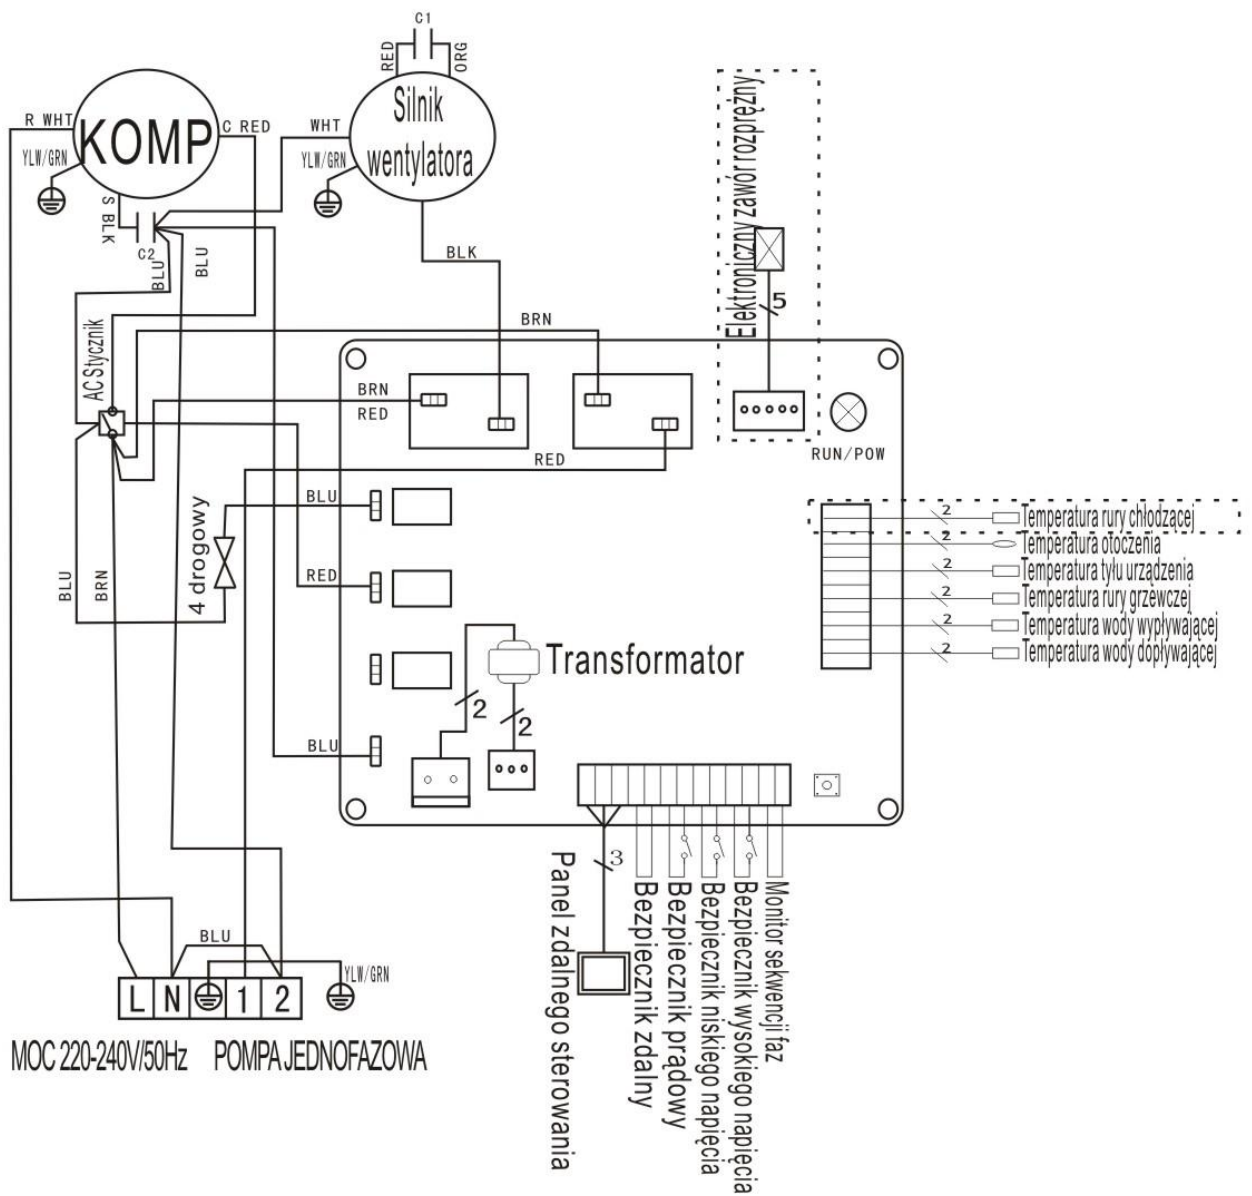 C1
RED
ORG
R WHT
KOMP
C RED
YLW/GRN
S BLK
C2
BLU
BLU
WHT
Silnik
wentylatora
YLW/GRN
BLK
Elektroniczny zawór rozdrężny
5
BRN
AC Stycznik
BRN
RED
RED
RUN/POW
BLU
4 drogowy
BLU
BRN
RED
Transformator
2
2
BLU
2
Temperatura rury chłodzącej
2
Temperatura otoczenia
2
Temperatura tyłu urządzenia
2
Temperatura rury grzewczej
2
Temperatura wody wypływającej
2
Temperatura wody dopływającej
3
Panel zdalnego sterowania
Bezpiecznik zdalny
Bezpiecznik prądowy
Bezpiecznik niskiego napięcia
Bezpiecznik wysokiego napięcia
Monitor sekwencji faz
BLU
YLW/GRN
L N 1 2
MOC 220-240V/50Hz POMPA JEDNOFAZOWA